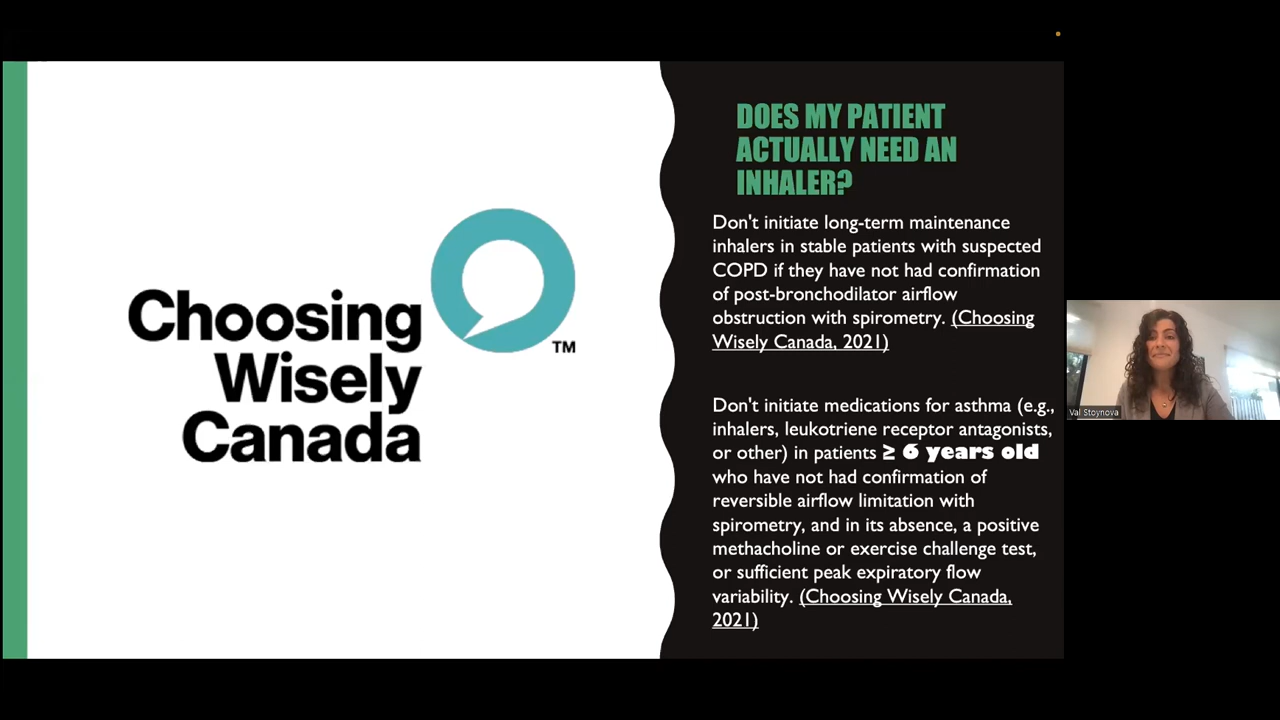 Choosing
Wisely
Canada
TM
DOES MY PATIENT
ACTUALLY NEED AN
INHALER?
Don't initiate long-term maintenance
inhalers in stable patients with suspected
COPD if they have not had confirmation
of post-bronchodilator airflow
obstruction with spirometry. (Choosing
Wisely Canada, 2021)
Don't initiate medications for asthma (e.g.,
inhalers, leukotriene receptor antagonists,
or other) in patients ≥ 6 years old
who have not had confirmation of
reversible airflow limitation with
spirometry, and in its absence, a positive
methacholine or exercise challenge test,
or sufficient peak expiratory flow
variability. (Choosing Wisely Canada,
2021)
Val Stoynova